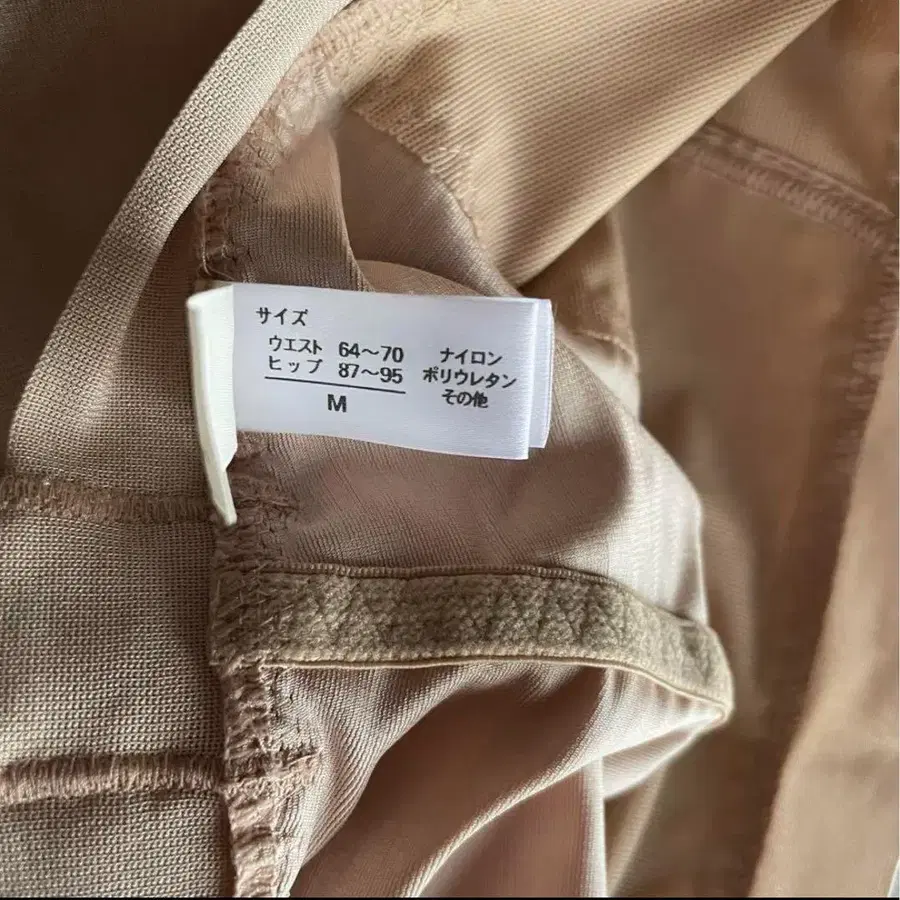 サイズ
ウエスト 64～70
ヒップ 87～95
M
ナイロン
ポリウレタン
その他